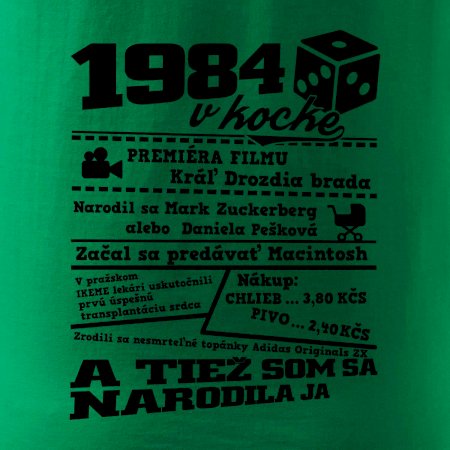 1984
v kocke
PREMIÉRA FILMU
Kráľ Drozdia brada
Narodil sa Mark Zuckerberg
alebo Daniela Pešková
Začal sa predávať Macintosh
V pražskom
IKEME lekári uskutočnili
prvú úspešnú
transplantáciu srdca
Nákup:
CHLIEB ... 3,80 KČS
PIVO ... 2,40KČS
Zrodili sa nesmrteľné topánky Adidas Originals ZX
A TIEŽ SOM SA
NARODILA JA